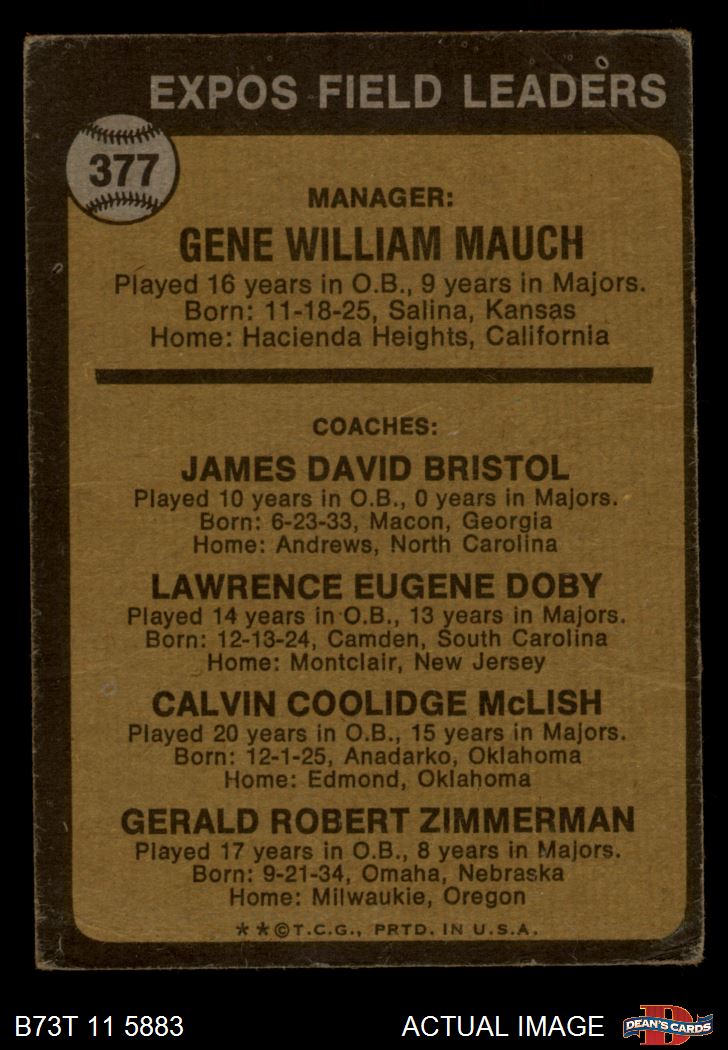 EXPOS FIELD LEADERS
377
MANAGER:
GENE WILLIAM MAUCH
Played 16 years in O.B., 9 years in Majors.
Born: 11-18-25, Salina, Kansas
Home: Hacienda Heights, California
COACHES:
JAMES DAVID BRISTOL
Played 10 years in O.B., 0 years in Majors.
Born: 6-23-33, Macon, Georgia
Home: Andrews, North Carolina
LAWRENCE EUGENE DOBY
Played 14 years in O.B., 13 years in Majors.
Born: 12-13-24, Camden, South Carolina
Home: Montclair, New Jersey
CALVIN COOLIDGE McLISH
Played 20 years in O.B., 15 years in Majors.
Born: 12-1-25, Anadarko, Oklahoma
Home: Edmond, Oklahoma
GERALD ROBERT ZIMMERMAN
Played 17 years in O.B., 8 years in Majors.
Born: 9-21-34, Omaha, Nebraska
Home: Milwaukie, Oregon
**©T.C.G., PRTD. IN U.S.A.
B73T 11 5883
ACTUAL IMAGE
D
DEAN'S CARDS